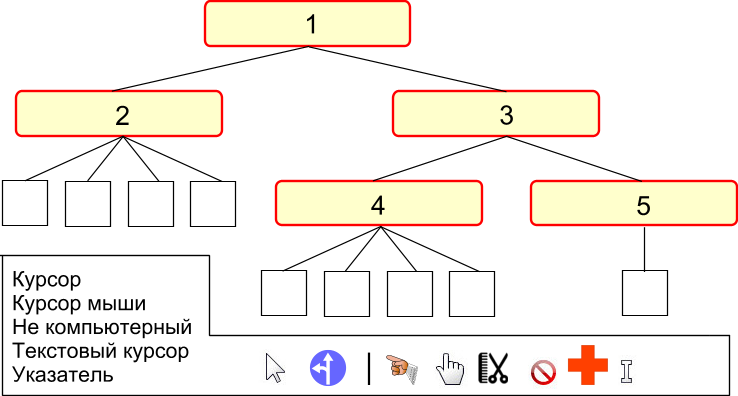 1
2
3
4
5
Курсор
Курсор мыши
Не компьютерный
Текстовый курсор
Указатель